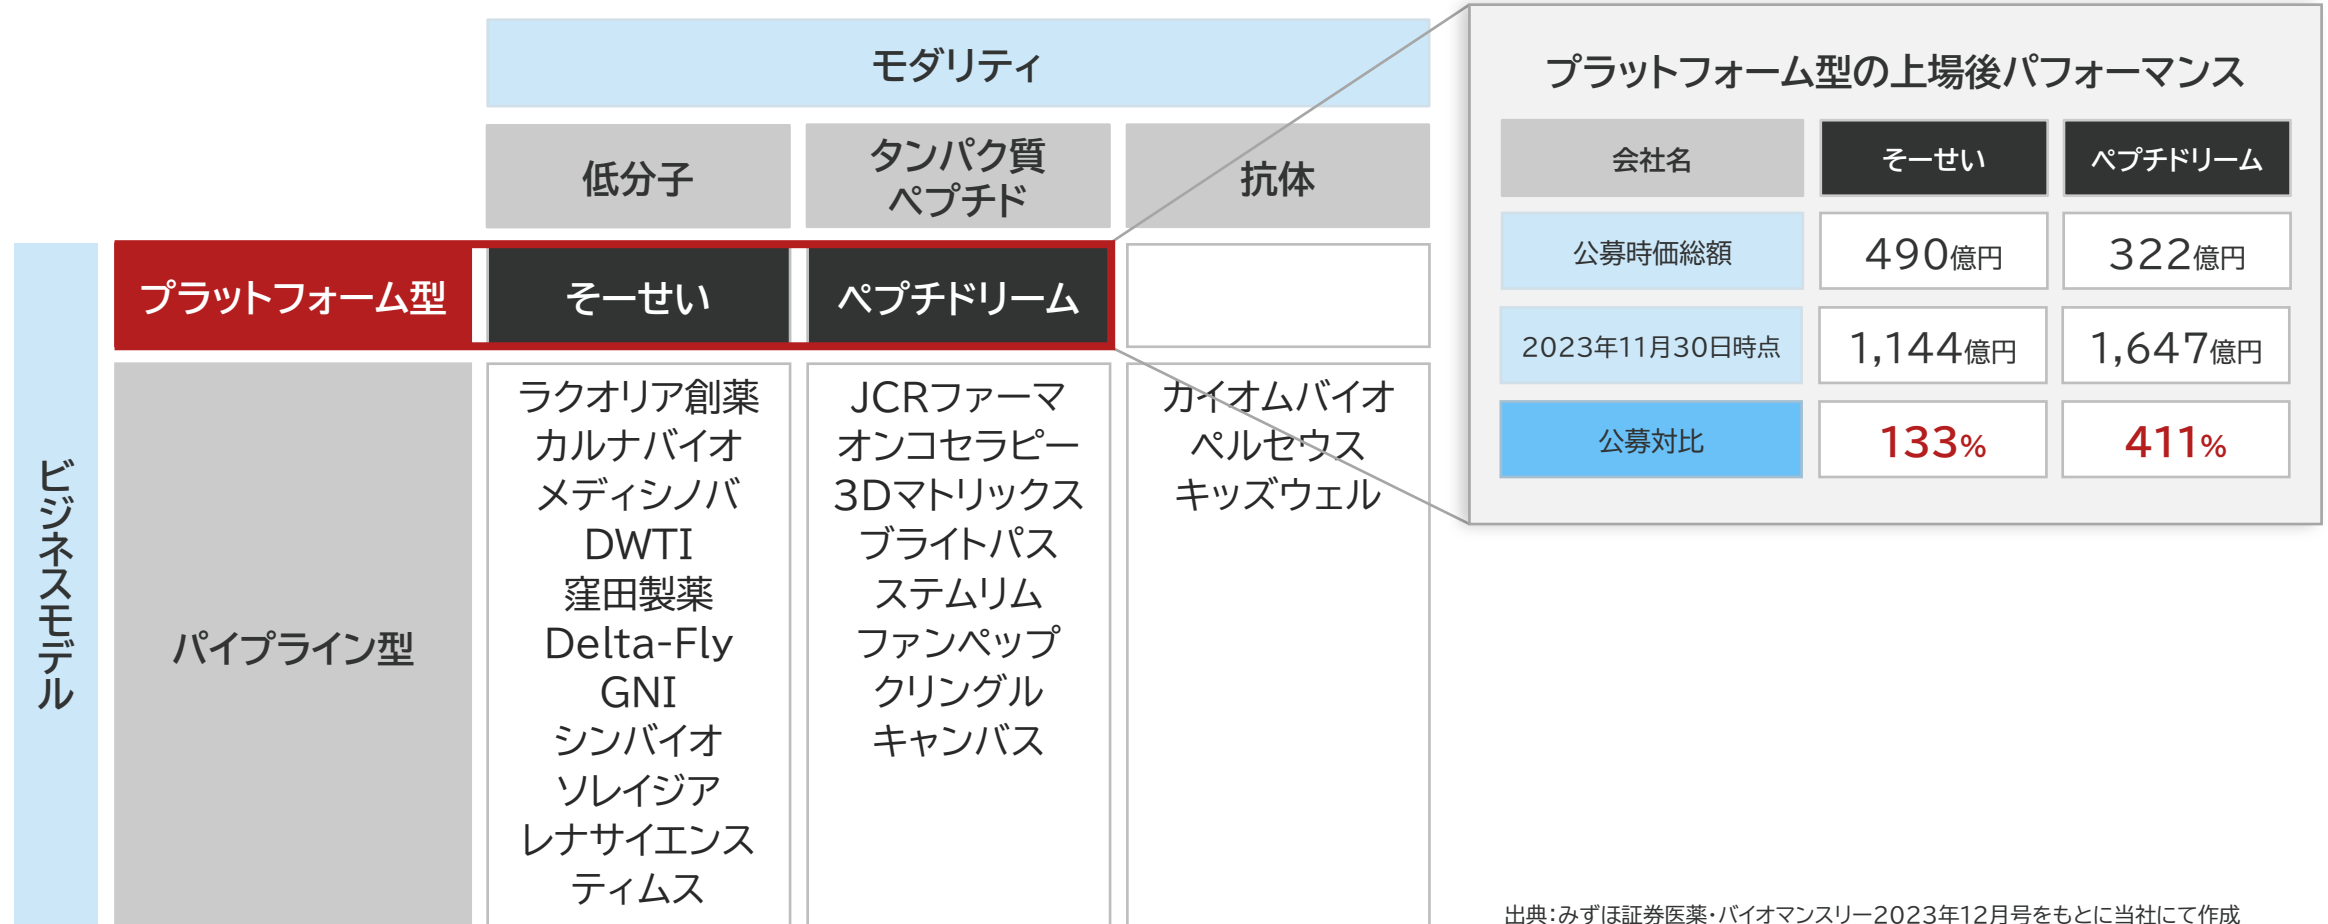 モダリティ
低分子
タンパク質
ペプチド
抗体
ビジネスモデル
プラットフォーム型
そーせい
ペプチドリーム
パイプライン型
ラクオリア創薬
カルナバイオ
メディシノバ
DWTI
窪田製薬
Delta-Fly
GNI
シンバイオ
ソレイジア
レナサイエンス
ティムス
JCRファーマ
オンコセラピー
3Dマトリックス
ブライトパス
ステムリム
ファンペップ
クリングル
キャンバス
カイオムバイオ
ペルセウス
キッズウェル
プラットフォーム型の上場後パフォーマンス
会社名 そーせい ペプチドリーム
公募時価総額 490億円 322億円
2023年11月30日時点 1,144億円 1,647億円
公募対比 133% 411%
出典：みずほ証券医薬・バイオマンスリー2023年12月号をもとに当社にて作成